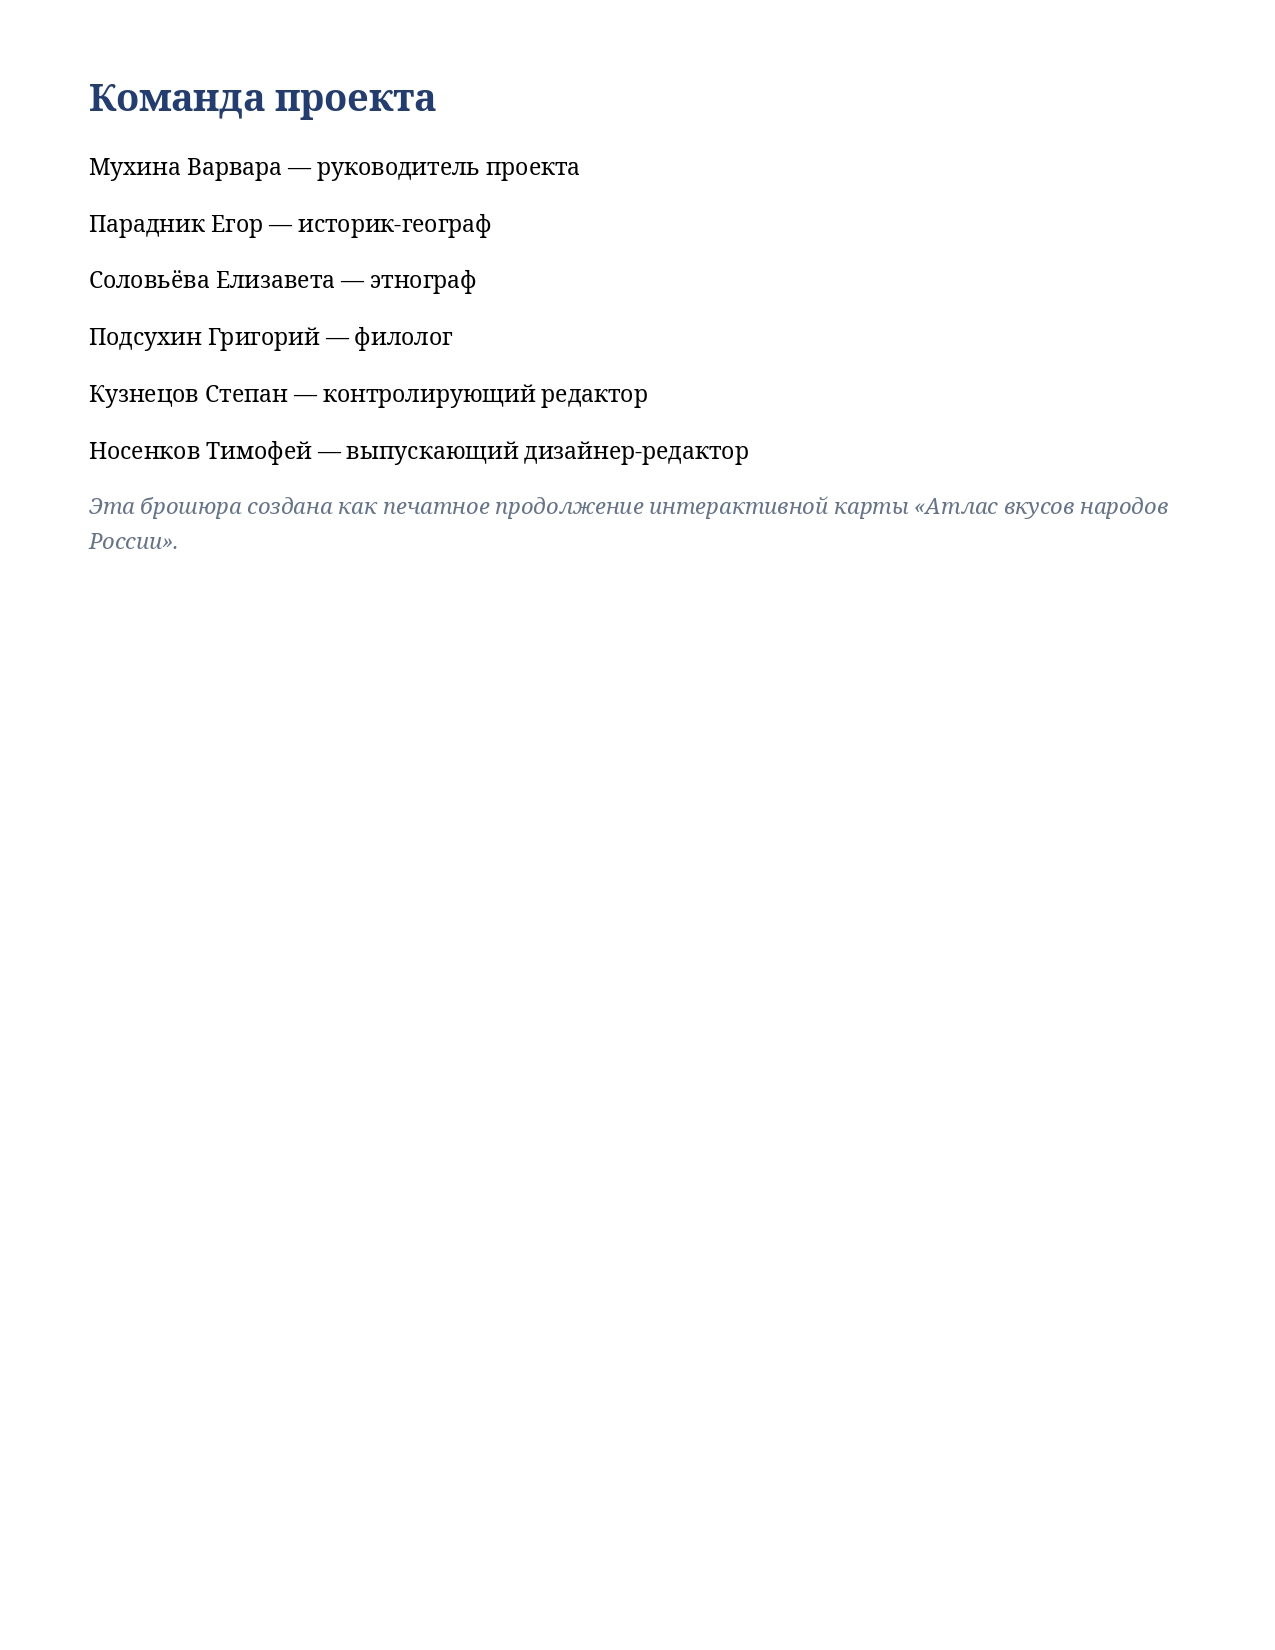 Команда проекта
Мухина Варвара — руководитель проекта
Парадник Егор — историк-географ
Соловьёва Елизавета — этнограф
Подсухин Григорий — филолог
Кузнецов Степан — контролирующий редактор
Носенков Тимофей — выпускающий дизайнер-редактор
Эта брошюра создана как печатное продолжение интерактивной карты «Атлас вкусов народов
России».